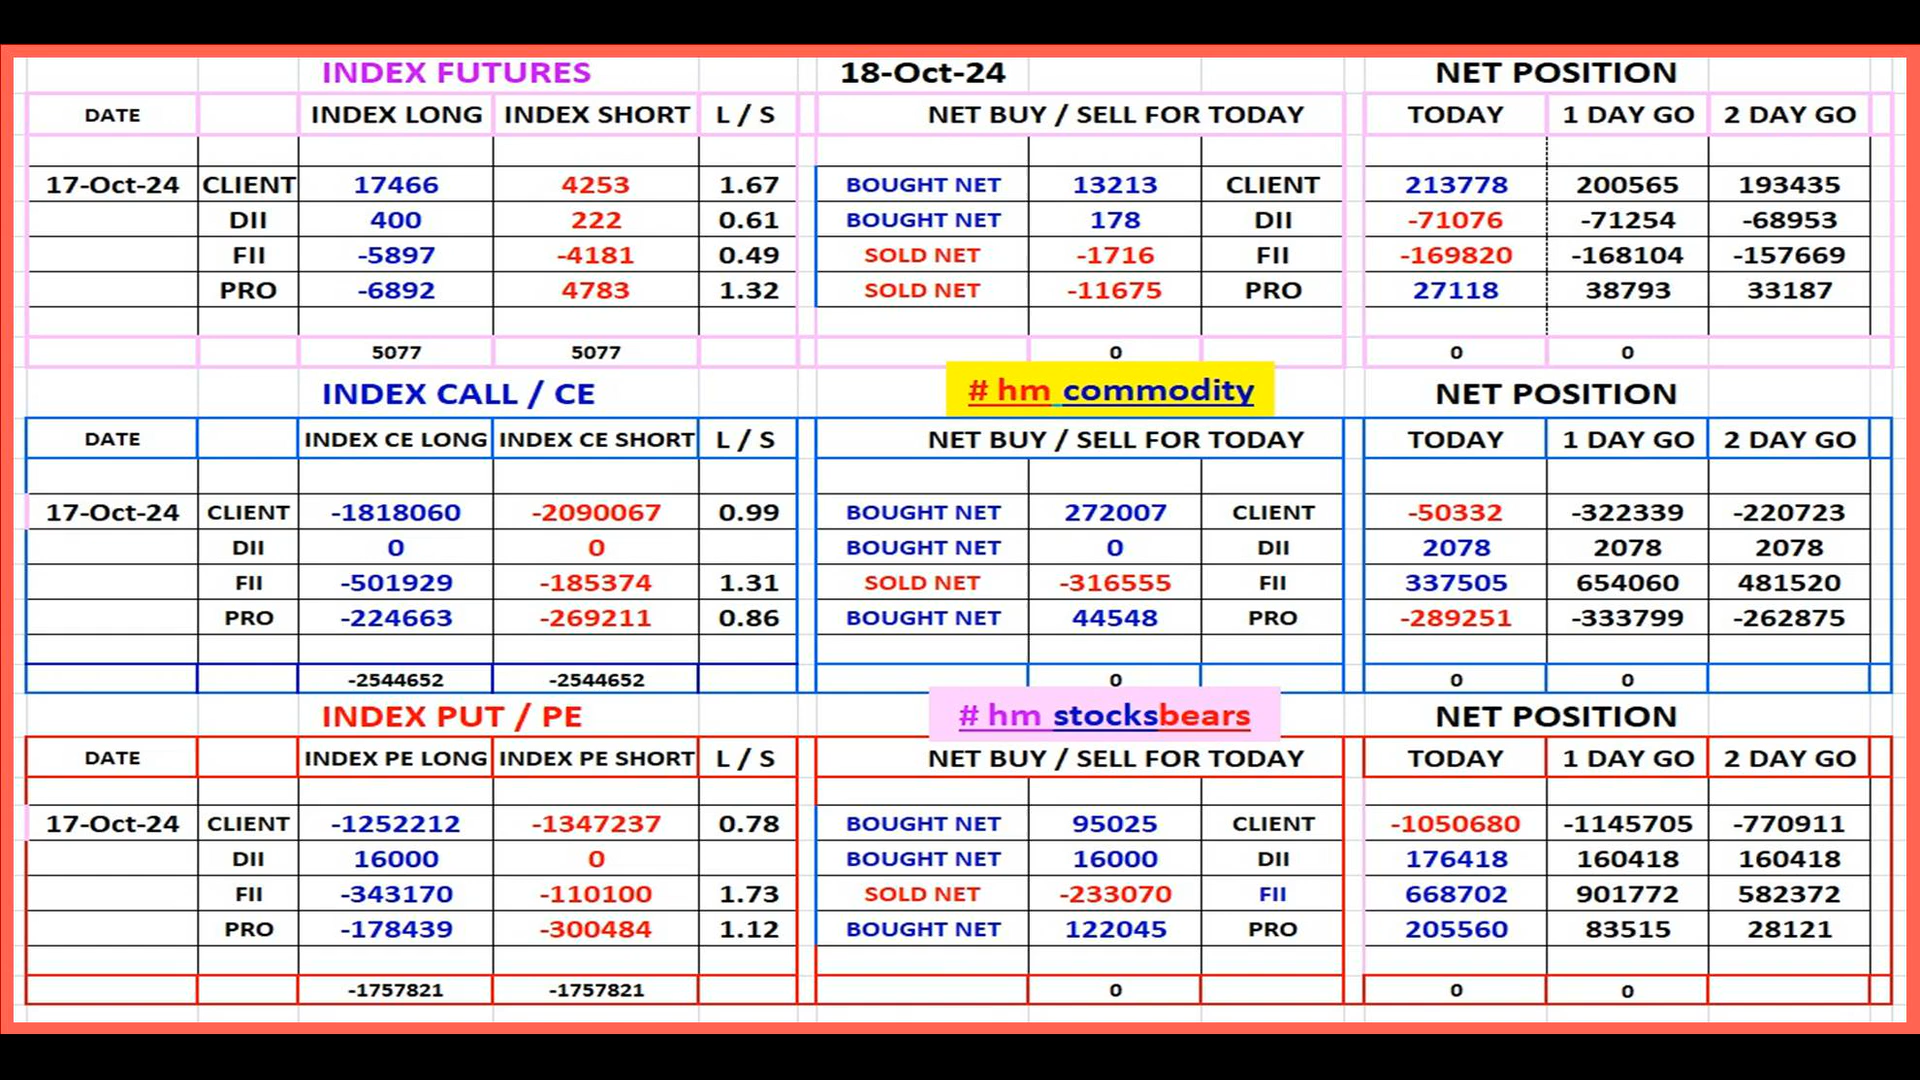 INDEX FUTURES 18-Oct-24 NET POSITION
DATE INDEX LONG INDEX SHORT L / S NET BUY / SELL FOR TODAY TODAY 1 DAY GO 2 DAY GO
17-Oct-24 CLIENT 17466 4253 1.67 BOUGHT NET 13213 CLIENT 213778 200565 193435
DII 400 222 0.61 BOUGHT NET 178 DII -71076 -71254 -68953
FII -5897 -4181 0.49 SOLD NET -1716 FII -169820 -168104 -157669
PRO -6892 4783 1.32 SOLD NET -11675 PRO 27118 38793 33187
5077 5077 0 0 0
INDEX CALL / CE # hm commodity NET POSITION
DATE INDEX CE LONG INDEX CE SHORT L / S NET BUY / SELL FOR TODAY TODAY 1 DAY GO 2 DAY GO
17-Oct-24 CLIENT -1818060 -2090067 0.99 BOUGHT NET 272007 CLIENT -50332 -322339 -220723
DII 0 0 BOUGHT NET 0 DII 2078 2078 2078
FII -501929 -185374 1.31 SOLD NET -316555 FII 337505 654060 481520
PRO -224663 -269211 0.86 BOUGHT NET 44548 PRO -289251 -333799 -262875
-2544652 -2544652 0 0 0
INDEX PUT / PE # hm stocksbears NET POSITION
DATE INDEX PE LONG INDEX PE SHORT L / S NET BUY / SELL FOR TODAY TODAY 1 DAY GO 2 DAY GO
17-Oct-24 CLIENT -1252212 -1347237 0.78 BOUGHT NET 95025 CLIENT -1050680 -1145705 -770911
DII 16000 0 BOUGHT NET 16000 DII 176418 160418 160418
FII -343170 -110100 1.73 SOLD NET -233070 FII 668702 901772 582372
PRO -178439 -300484 1.12 BOUGHT NET 122045 PRO 205560 83515 28121
-1757821 -1757821 0 0 0